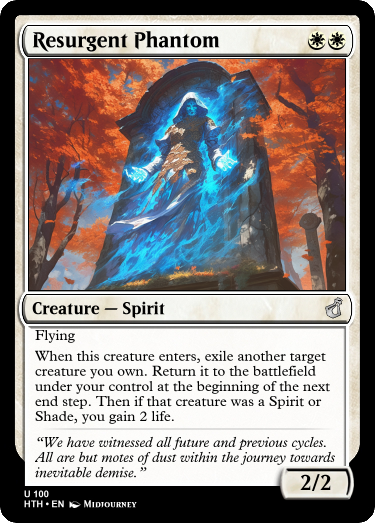 Resurgent Phantom
Creature — Spirit
Flying
When this creature enters, exile another target
creature you own. Return it to the battlefield
under your control at the beginning of the next
end step. Then if that creature was a Spirit or
Shade, you gain 2 life.
“We have witnessed all future and previous cycles.
All are but motes of dust within the journey towards
inevitable demise.”
2/2
U 100
HTH • EN Midjourney